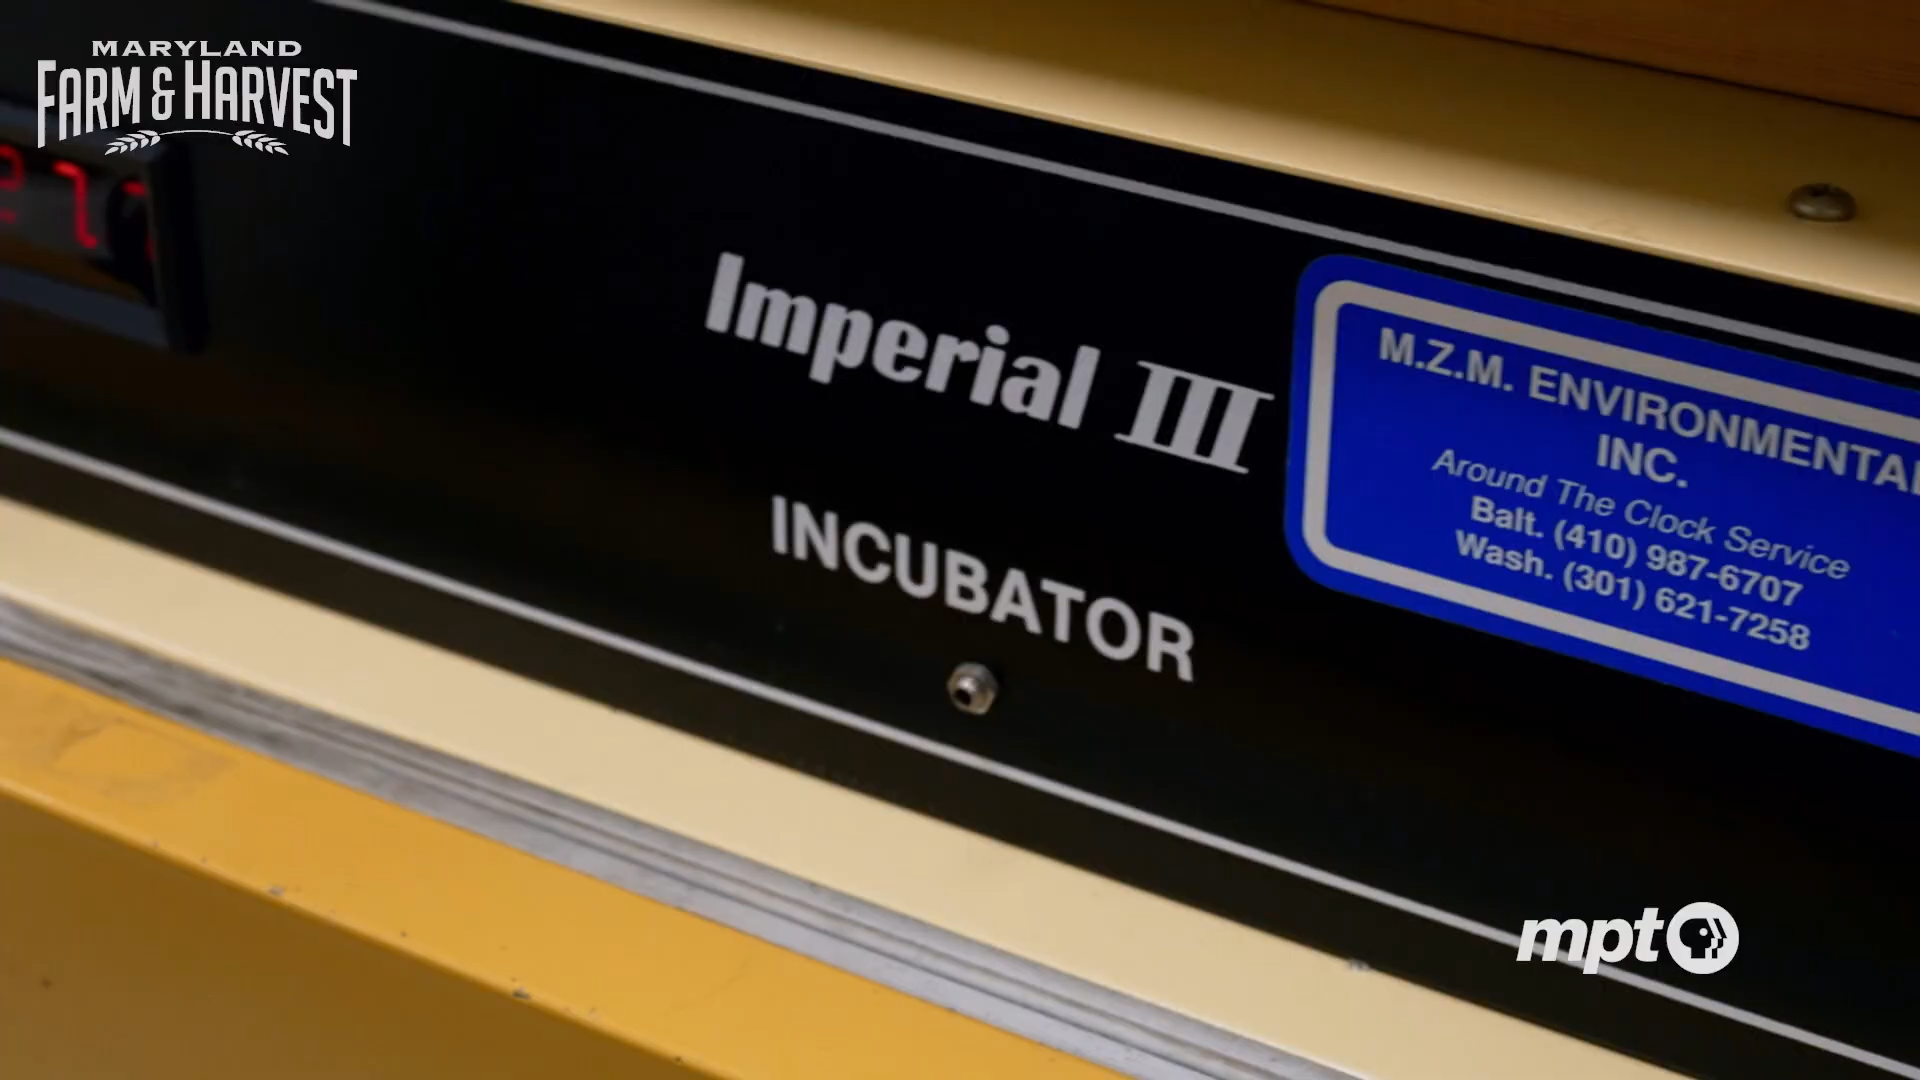 MARYLAND
FARM & HARVEST
Imperial III
INCUBATOR
M.Z.M. ENVIRONMENTAL
INC.
Around The Clock Service
Balt. (410) 987-6707
Wash. (301) 621-7258
mpt